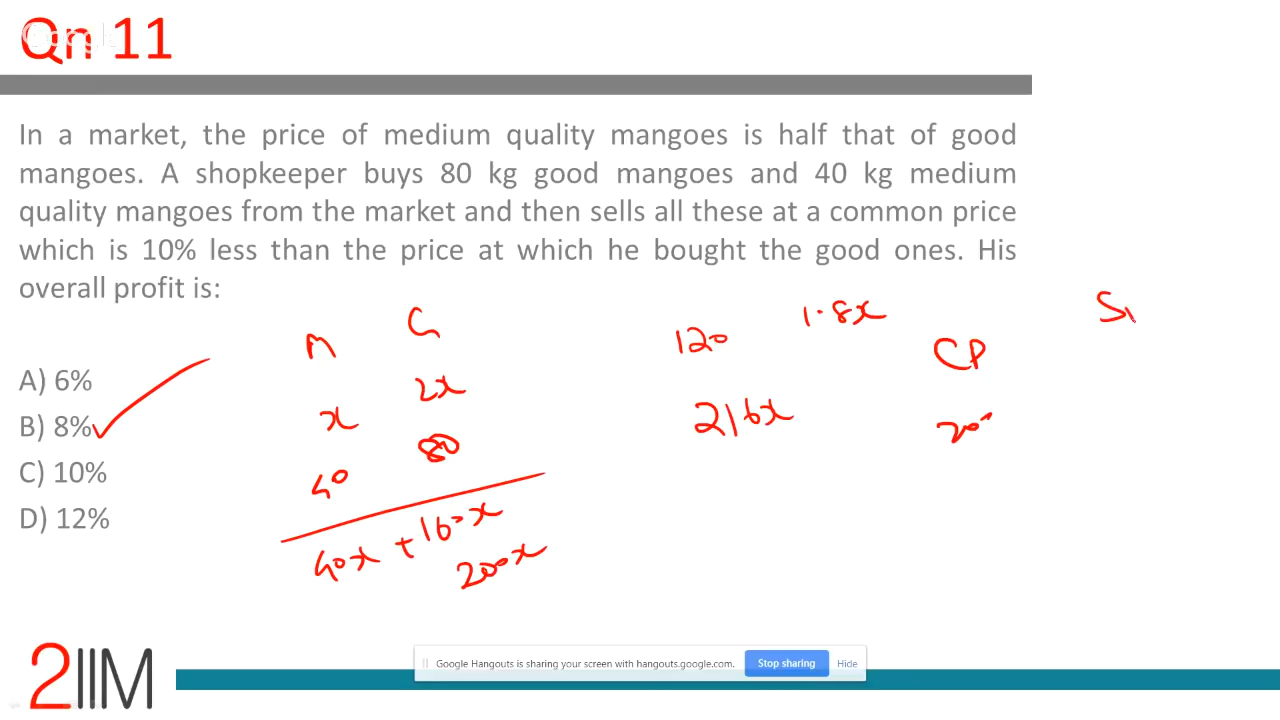 Qn 11
In a market, the price of medium quality mangoes is half that of good
mangoes. A shopkeeper buys 80 kg good mangoes and 40 kg medium
quality mangoes from the market and then sells all these at a common price
which is 10% less than the price at which he bought the good ones. His
overall profit is:
M G 120 1.8x CP S
A) 6%
x 2x
B) 8%
216x 200
40 80
C) 10%
D) 12%
40x + 160x
200x
2IIM
Google Hangouts is sharing your screen with hangouts.google.com. Stop sharing Hide